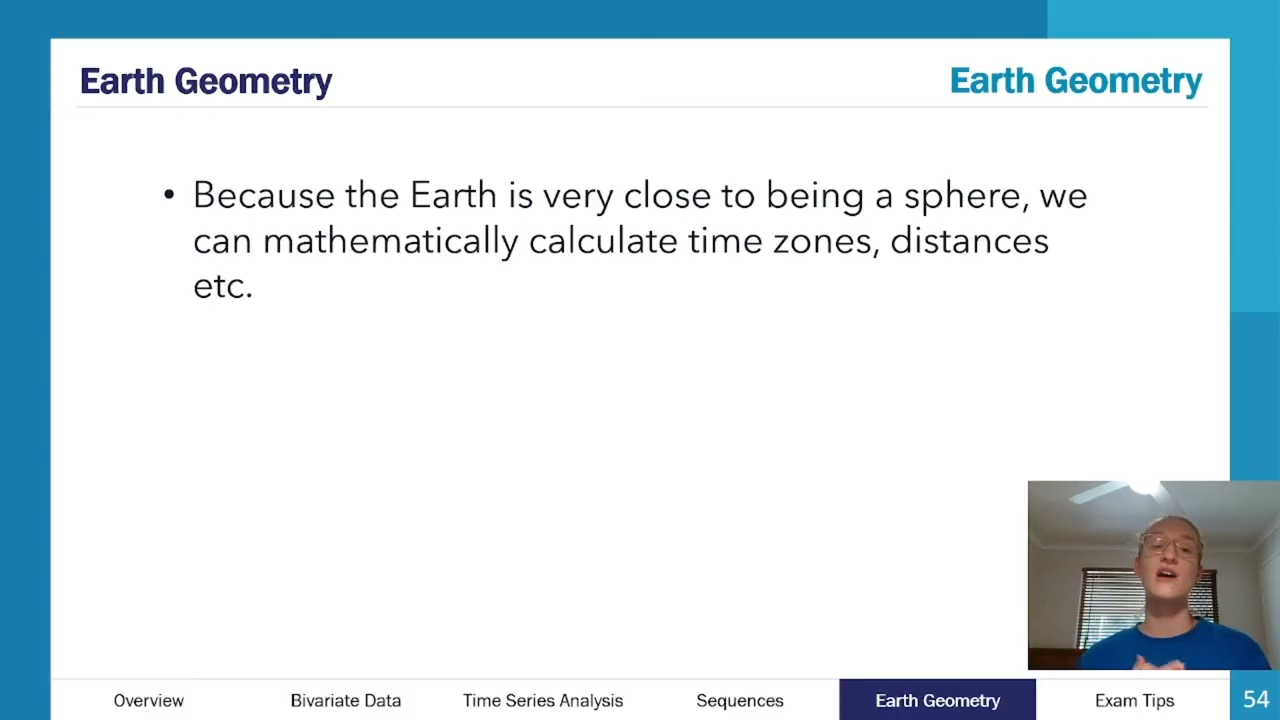 Earth Geometry
Earth Geometry
• Because the Earth is very close to being a sphere, we
can mathematically calculate time zones, distances
etc.
Overview
Bivariate Data
Time Series Analysis
Sequences
Earth Geometry
Exam Tips
54